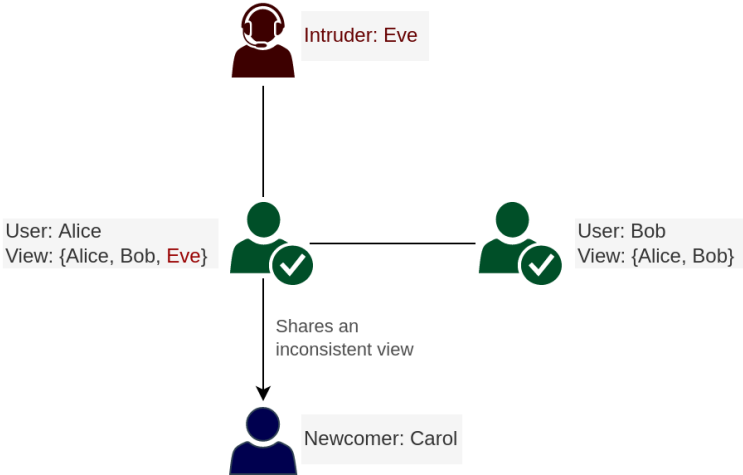 Intruder: Eve
User: Alice
View: {Alice, Bob, Eve}
User: Bob
View: {Alice, Bob}
Shares an
inconsistent view
Newcomer: Carol